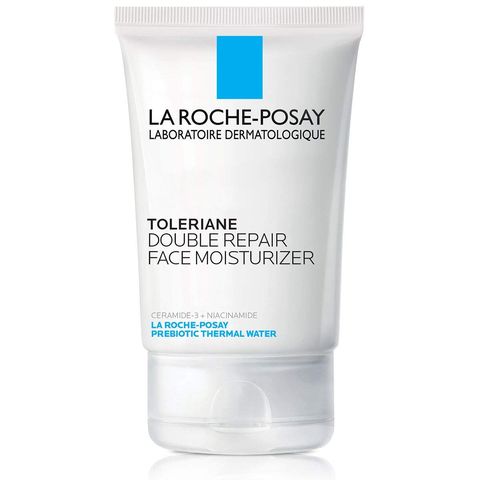 LA ROCHE-POSAY
LABORATOIRE DERMATOLOGIQUE
TOLERIANE
DOUBLE REPAIR
FACE MOISTURIZER
CERAMIDE-3 + NIACINAMIDE
LA ROCHE-POSAY
PREBIOTIC THERMAL WATER